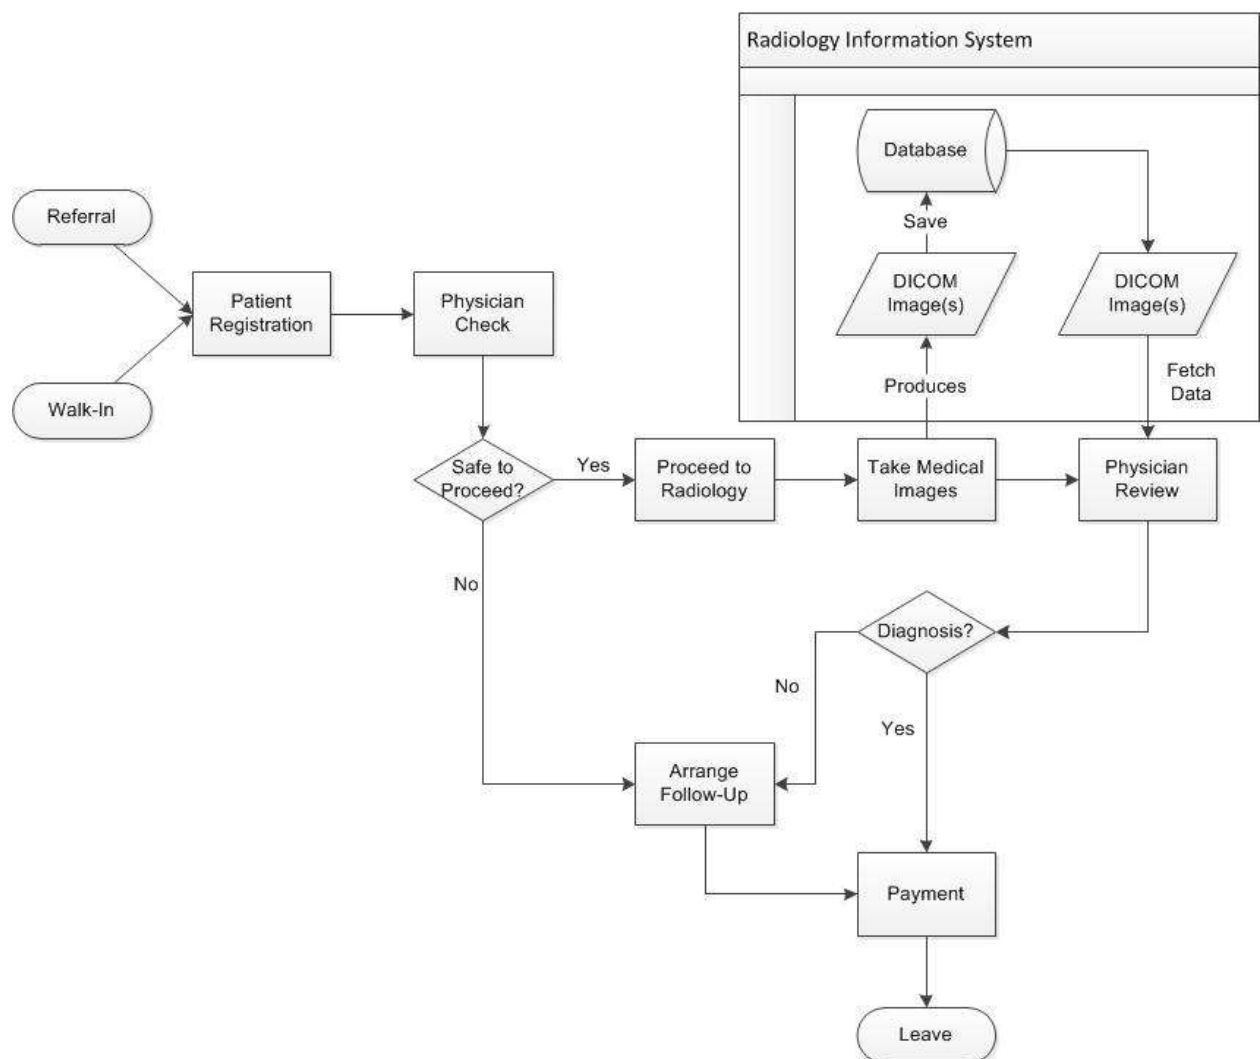 Radiology Information System
Database
Referral
Save
DICOM
Image(s)
DICOM
Image(s)
Patient
Registration
Physician
Check
Produces
Fetch
Data
Walk-In
Safe to
Proceed?
Yes
Proceed to
Radiology
Take Medical
Images
Physician
Review
No
Diagnosis?
No
Yes
Arrange
Follow-Up
Payment
Leave